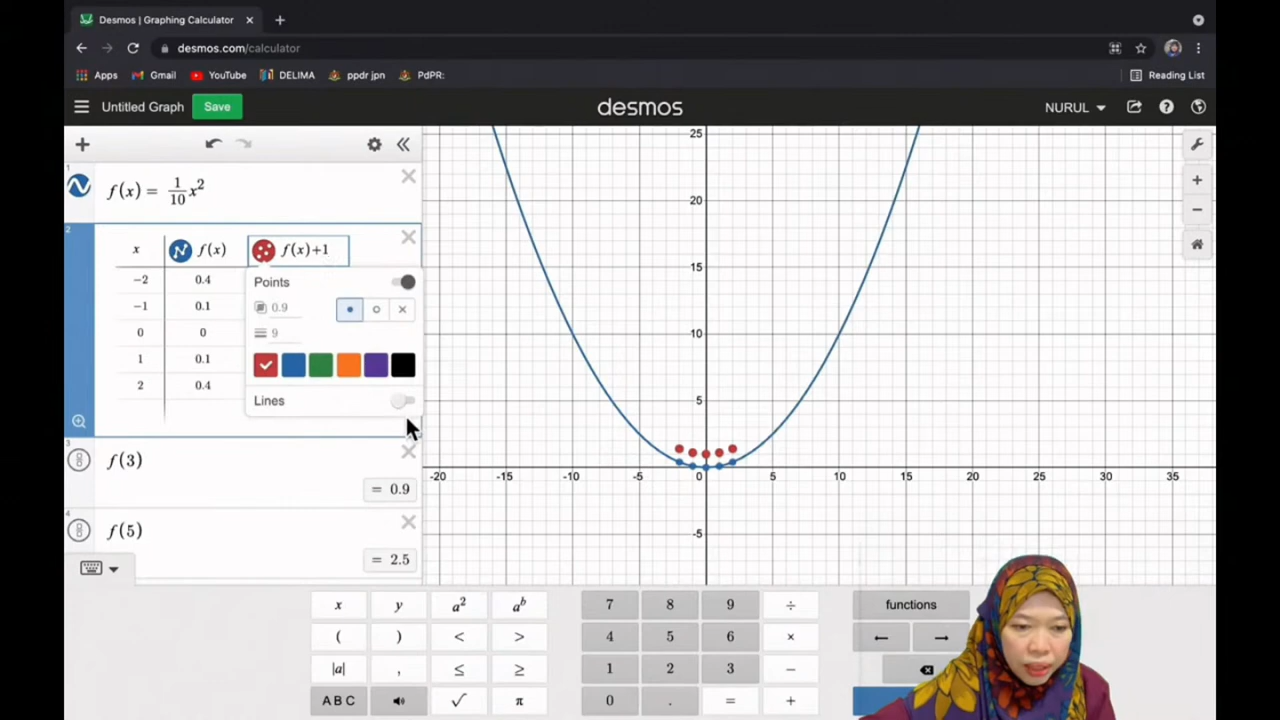 Desmos | Graphing Calculator
desmos.com/calculator
Apps Gmail YouTube DELIMA ppdr jpn PdPR: Reading List
Untitled Graph Save desmos NURUL
1
f(x) = 1/10 x²
2
x f(x) f(x)+1
−2 0.4
−1 0.1
0 0
1 0.1
2 0.4
Points
0.9
9
Lines
3
f(3)
= 0.9
4
f(5)
= 2.5
25
20
15
10
5
-20 -15 -10 -5 0 5 10 15 20 25 30 35
-5
x y a² aᵇ 7 8 9 ÷ functions
( ) < > 4 5 6 × ← →
|a| , ≤ ≥ 1 2 3 −
A B C √ π 0 . = +